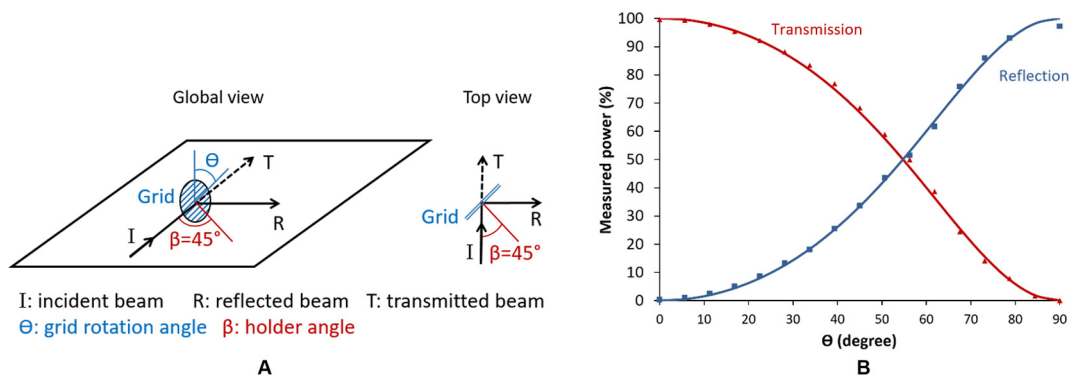 Global view
Top view
Grid
Θ
T
R
I
β=45°
T
Grid
R
I
β=45°
I: incident beam R: reflected beam T: transmitted beam
Θ: grid rotation angle β: holder angle
A
Measured power (%)
100
90
80
70
60
50
40
30
20
10
0
Transmission
Reflection
0 10 20 30 40 50 60 70 80 90
Θ (degree)
B